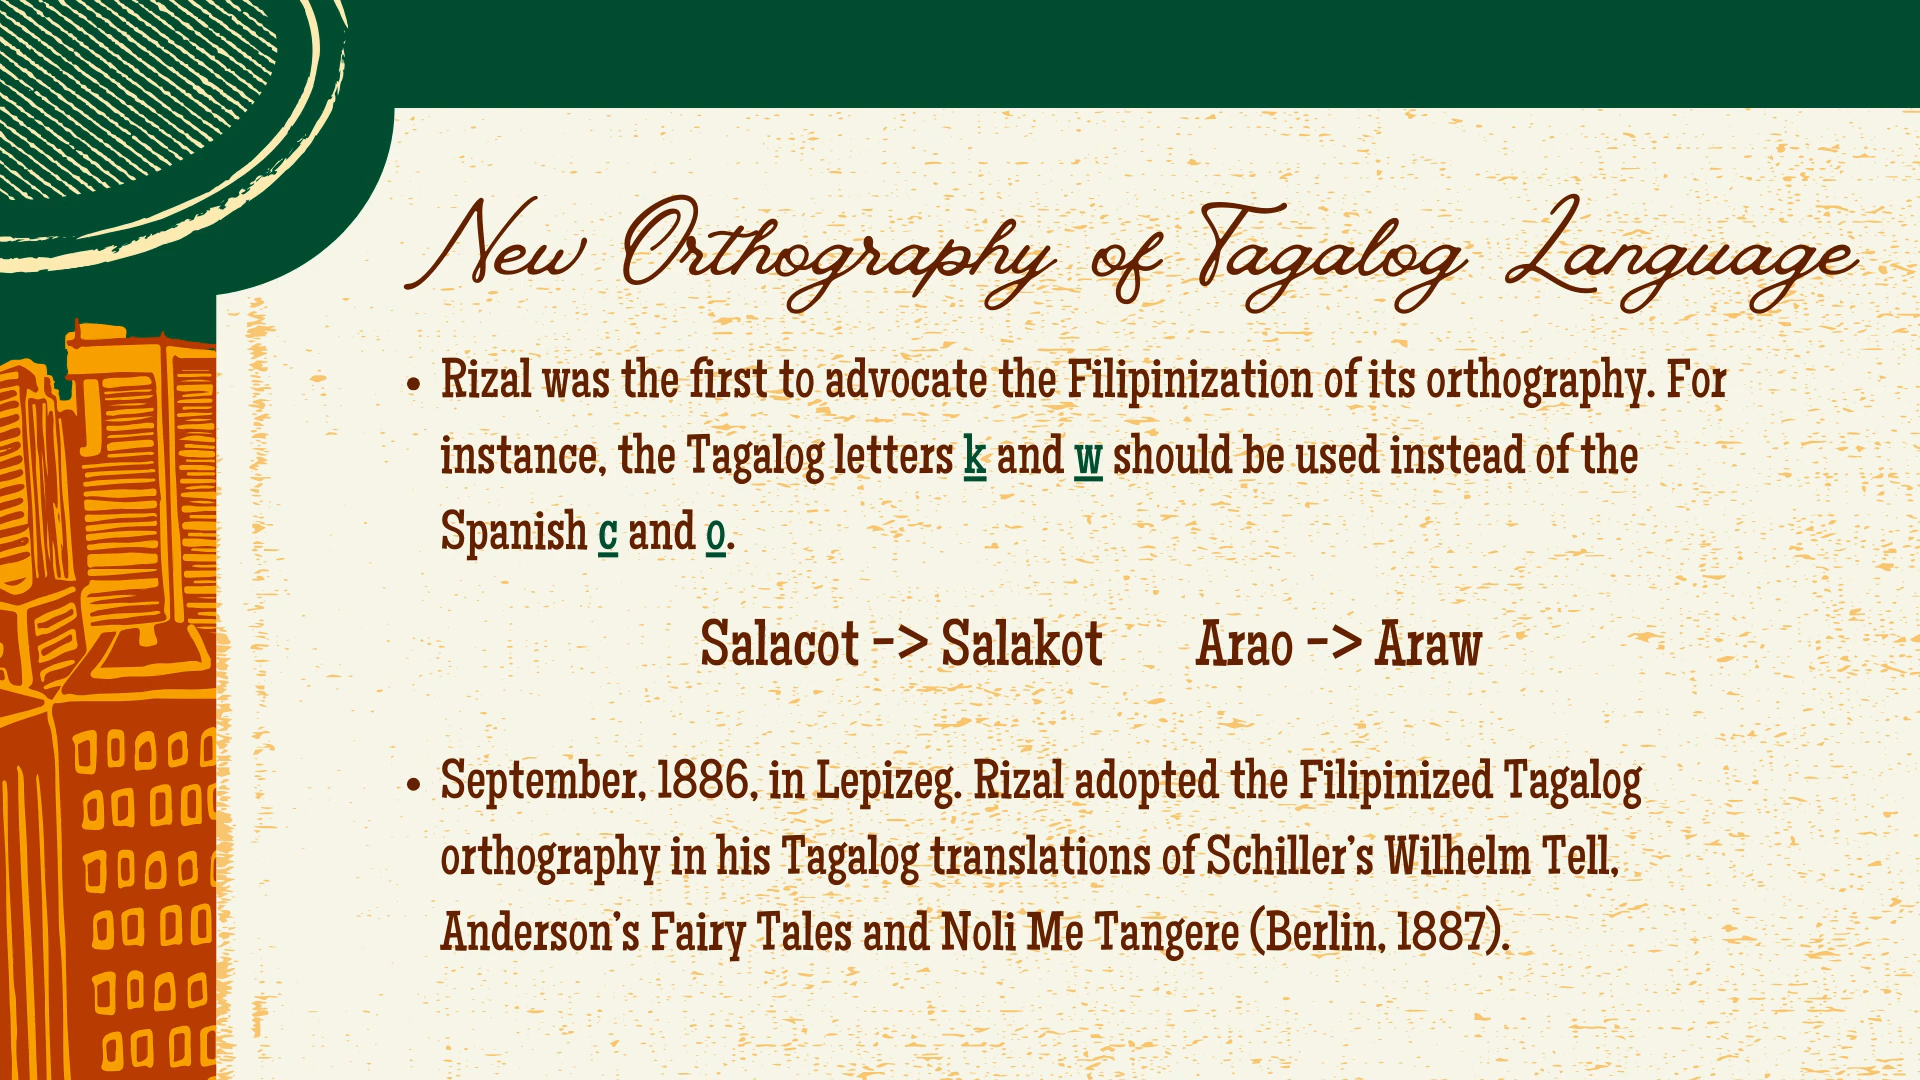 New Orthography of Tagalog Language
• Rizal was the first to advocate the Filipinization of its orthography. For
instance, the Tagalog letters k and w should be used instead of the
Spanish c and o.
Salacot -> Salakot Arao -> Araw
• September, 1886, in Lepizeg. Rizal adopted the Filipinized Tagalog
orthography in his Tagalog translations of Schiller’s Wilhelm Tell,
Anderson’s Fairy Tales and Noli Me Tangere (Berlin, 1887).